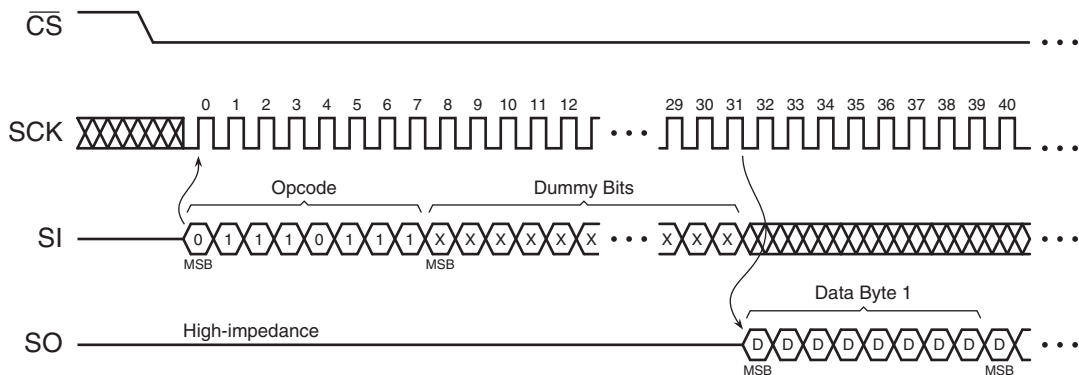 CS
0 1 2 3 4 5 6 7 8 9 10 11 12 29 30 31 32 33 34 35 36 37 38 39 40
SCK
Opcode Dummy Bits
SI 0 1 1 1 0 1 1 1 X X X X X X X X X
MSB MSB
Data Byte 1
High-impedance
SO D D D D D D D D D
MSB MSB